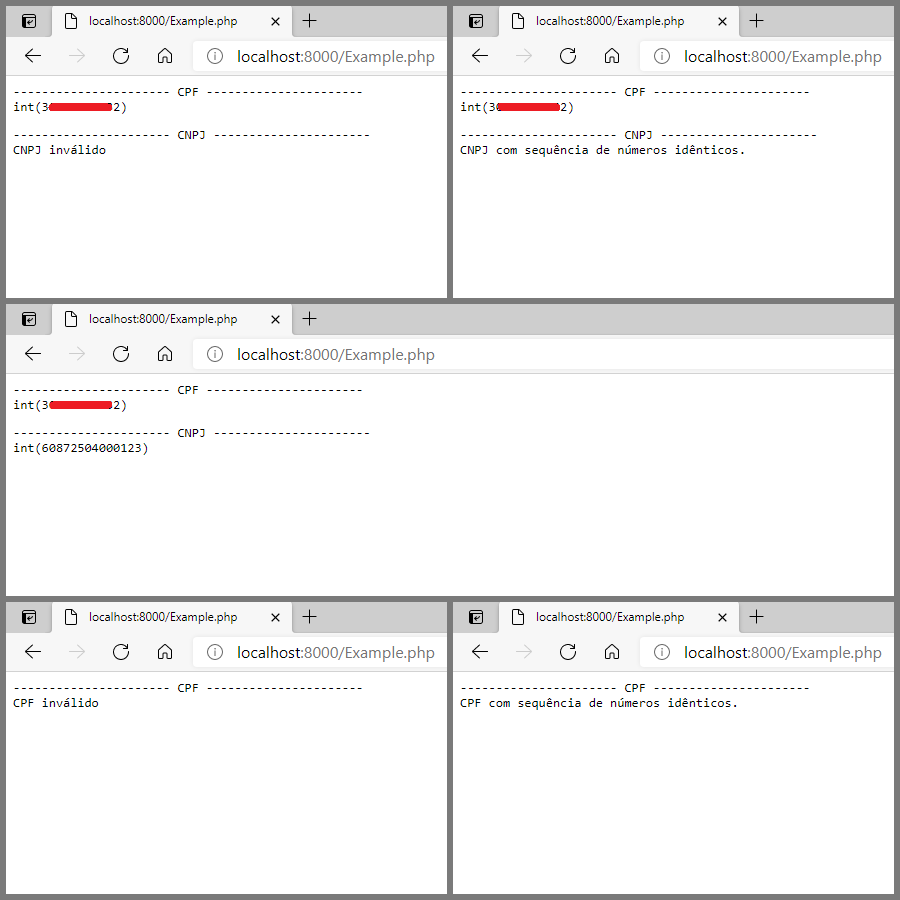 localhost:8000/Example.php
localhost:8000/Example.php
---------------------- CPF ----------------------
int(3 2)
---------------------- CNPJ ----------------------
CNPJ inválido
localhost:8000/Example.php
localhost:8000/Example.php
---------------------- CPF ----------------------
int(3 2)
---------------------- CNPJ ----------------------
CNPJ com sequência de números idênticos.
localhost:8000/Example.php
localhost:8000/Example.php
---------------------- CPF ----------------------
int(3 2)
---------------------- CNPJ ----------------------
int(60872504000123)
localhost:8000/Example.php
localhost:8000/Example.php
---------------------- CPF ----------------------
CPF inválido
localhost:8000/Example.php
localhost:8000/Example.php
---------------------- CPF ----------------------
CPF com sequência de números idênticos.